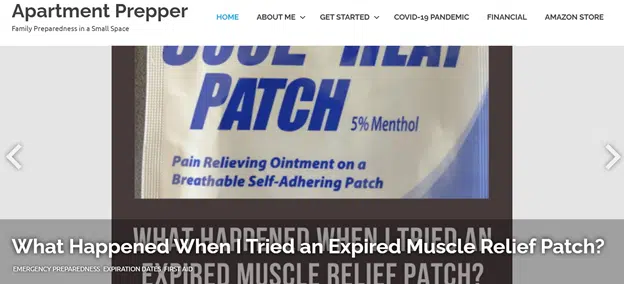 Apartment Prepper
Family Preparedness in a Small Space
HOME ABOUT ME GET STARTED COVID-19 PANDEMIC FINANCIAL AMAZON STORE
PATCH 5% Menthol
Pain Relieving Ointment on a
Breathable Self-Adhering Patch
WHAT HAPPENED WHEN I TRIED AN
What Happened When I Tried an Expired Muscle Relief Patch?
EXPIRED MUSCLE RELIEF PATCH?
EMERGENCY PREPAREDNESS, EXPIRATION DATES, FIRST AID